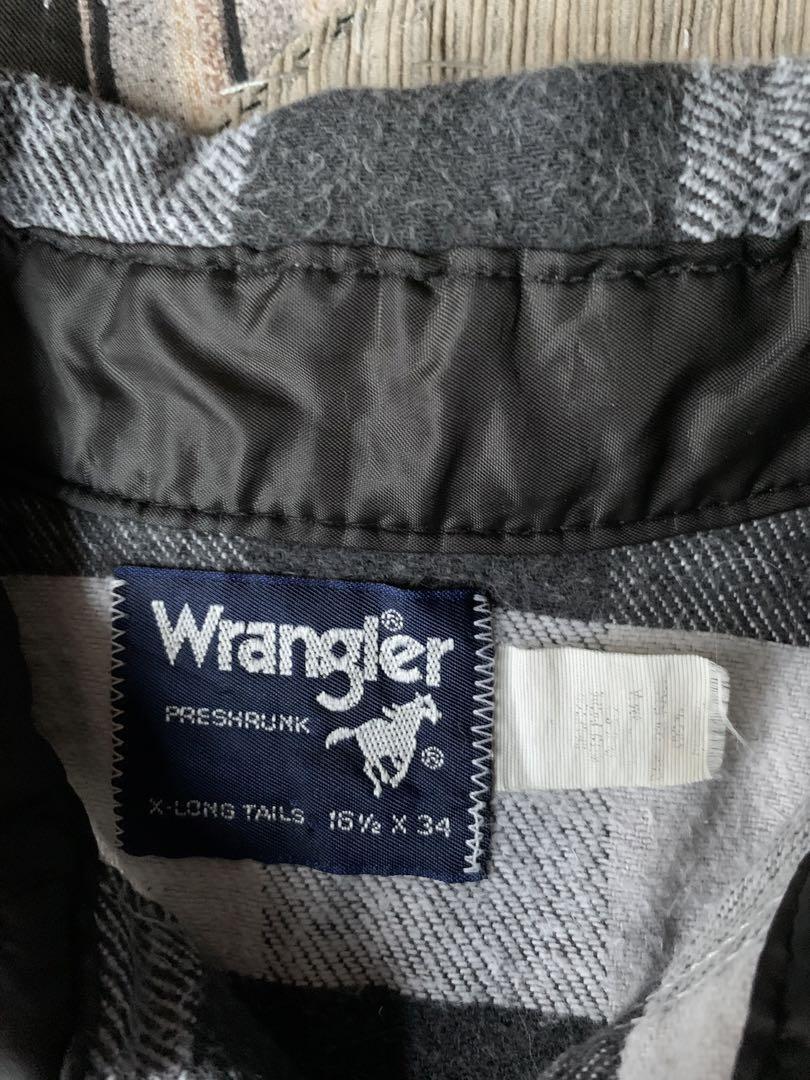 Wrangler®
PRESHRUNK
®
X-LONG TAILS 16½ X 34